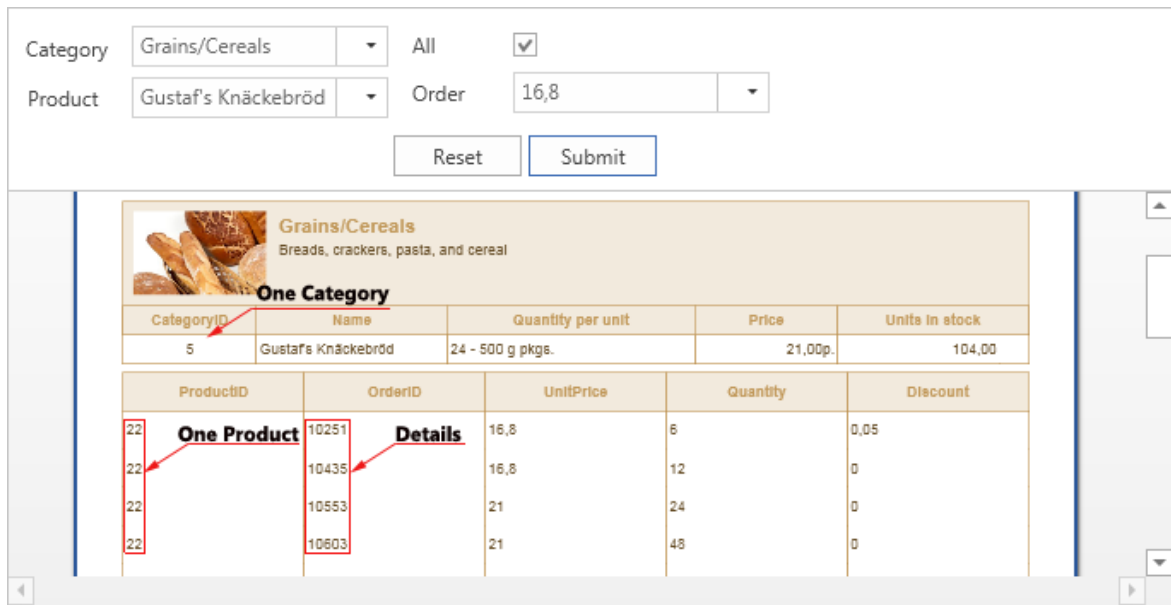 Category Grains/Cereals All
Product Gustaf's Knäckebröd Order 16,8
Reset Submit
Grains/Cereals
Breads, crackers, pasta, and cereal
One Category
CategoryID Name Quantity per unit Price Units in stock
5 Gustaf's Knäckebröd 24 - 500 g pkgs. 21,00p. 104,00
ProductID OrderID UnitPrice Quantity Discount
22 One Product 10251 Details 16,8 6 0,05
22 10435 16,8 12 0
22 10553 21 24 0
22 10603 21 48 0